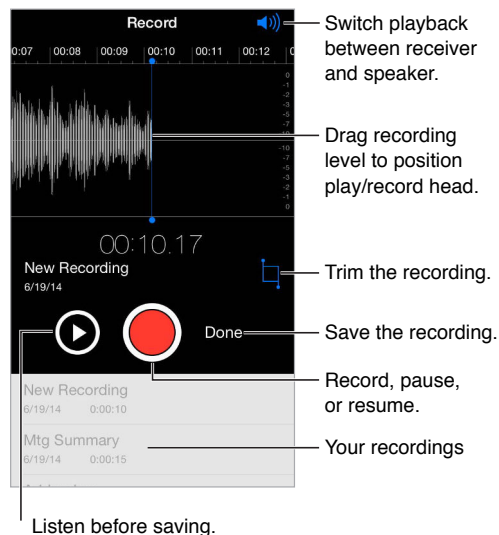 Record
0:07 00:08 00:09 00:10 00:11 00:12
0
-1
-2
-3
-5
-7
-10
-10
-7
-5
-3
-2
-1
0
00:10.17
New Recording
6/19/14
Done
New Recording
6/19/14 0:00:10
Mtg Summary
6/19/14 0:00:15
Switch playback
between receiver
and speaker.
Drag recording
level to position
play/record head.
Trim the recording.
Save the recording.
Record, pause,
or resume.
Your recordings
Listen before saving.